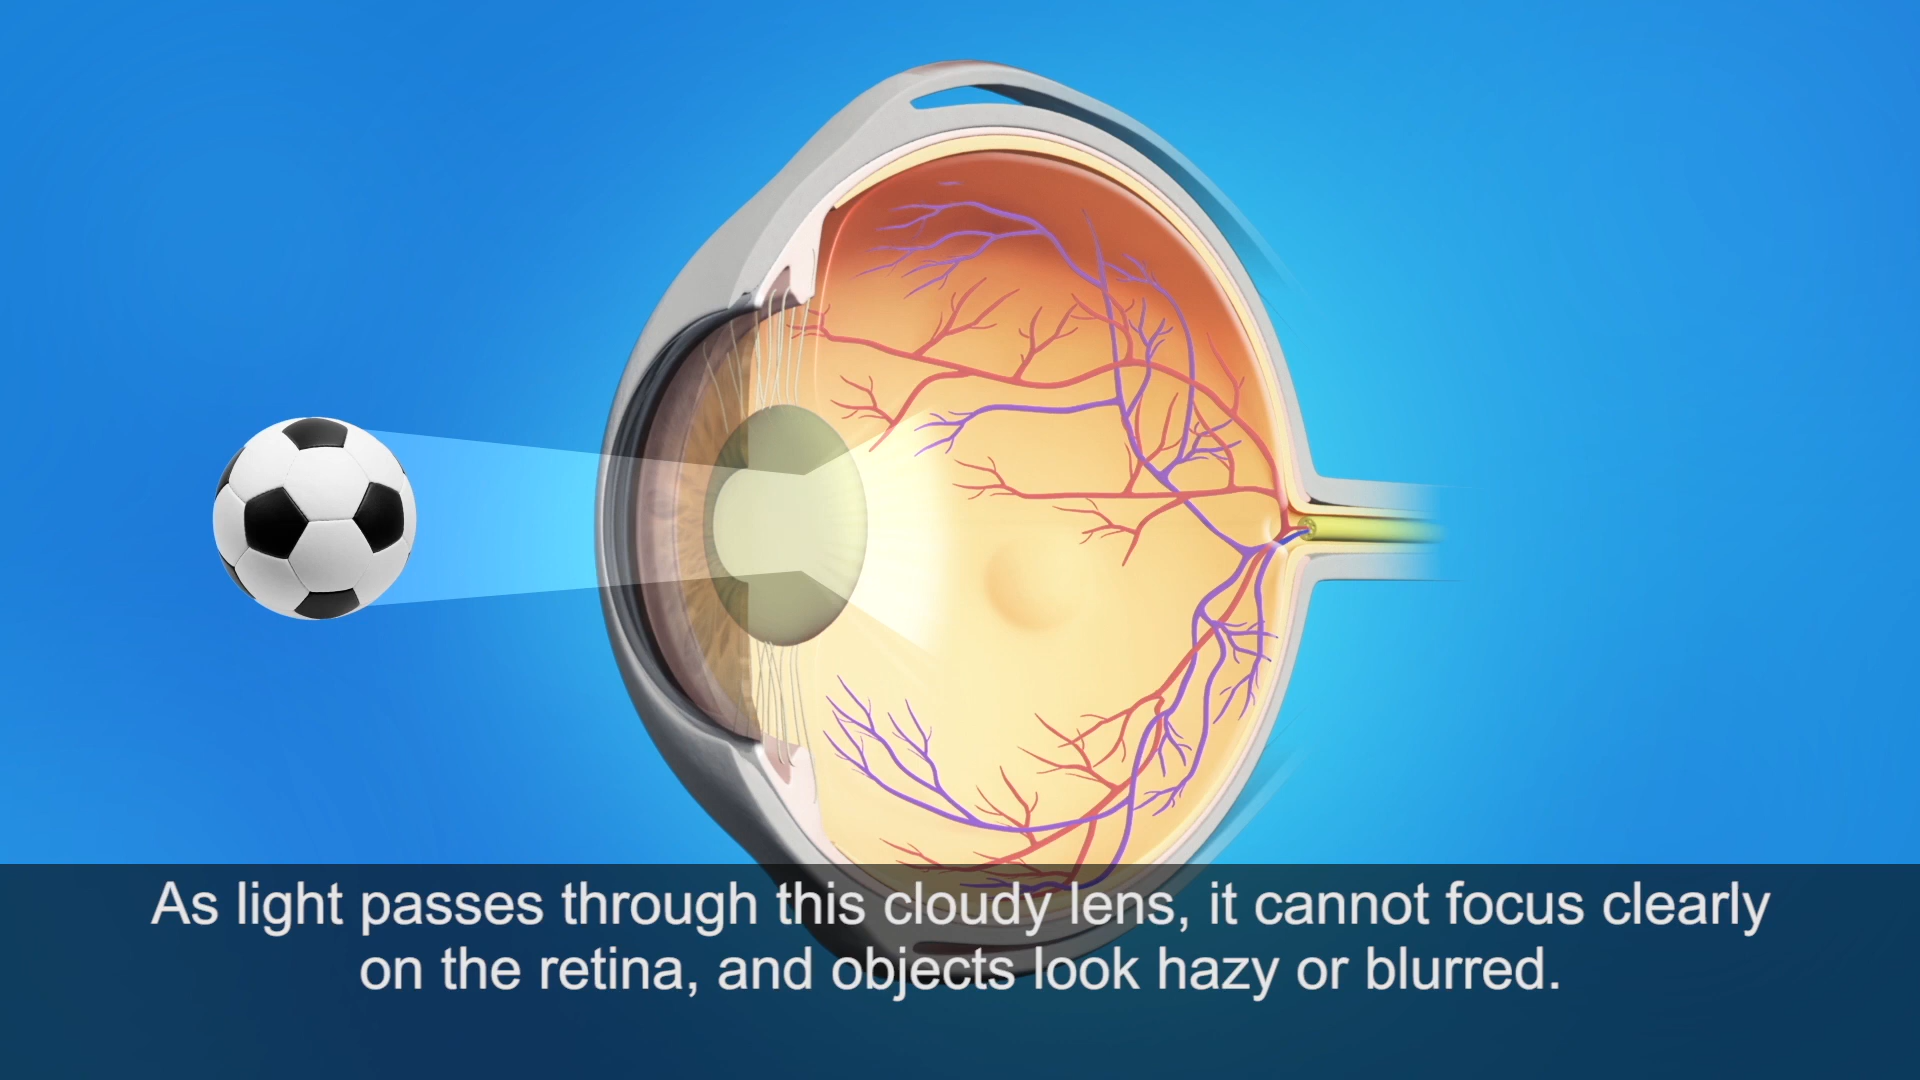 As light passes through this cloudy lens, it cannot focus clearly
on the retina, and objects look hazy or blurred.